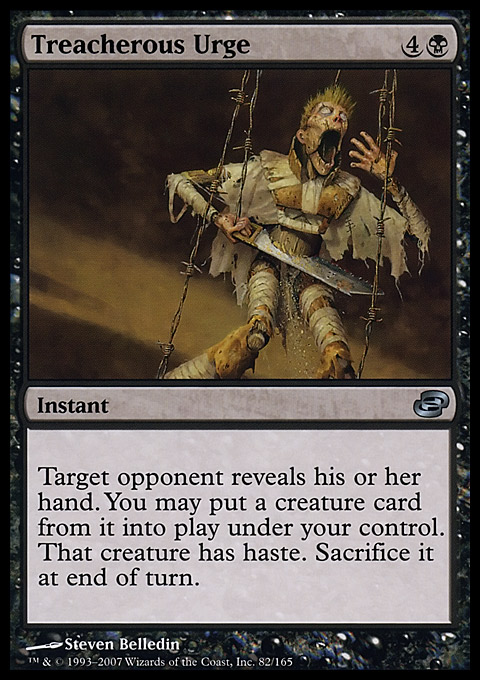 Treacherous Urge 4
Instant
Target opponent reveals his or her
hand. You may put a creature card
from it into play under your control.
That creature has haste. Sacrifice it
at end of turn.
Steven Belledin
™ & © 1993–2007 Wizards of the Coast, Inc. 82/165